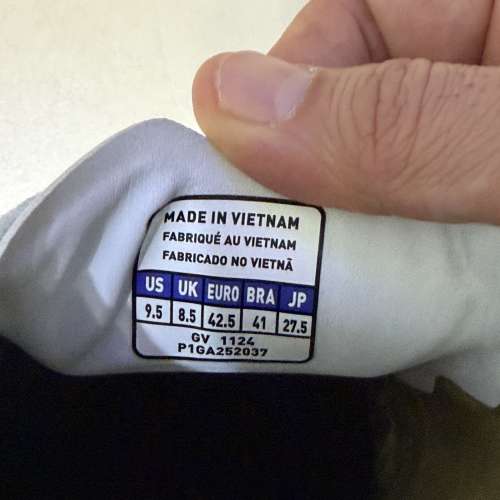 MADE IN VIETNAM
FABRIQUÉ AU VIETNAM
FABRICADO NO VIETNÃ
US UK EURO BRA JP
9.5 8.5 42.5 41 27.5
GV 1124
P1GA252037